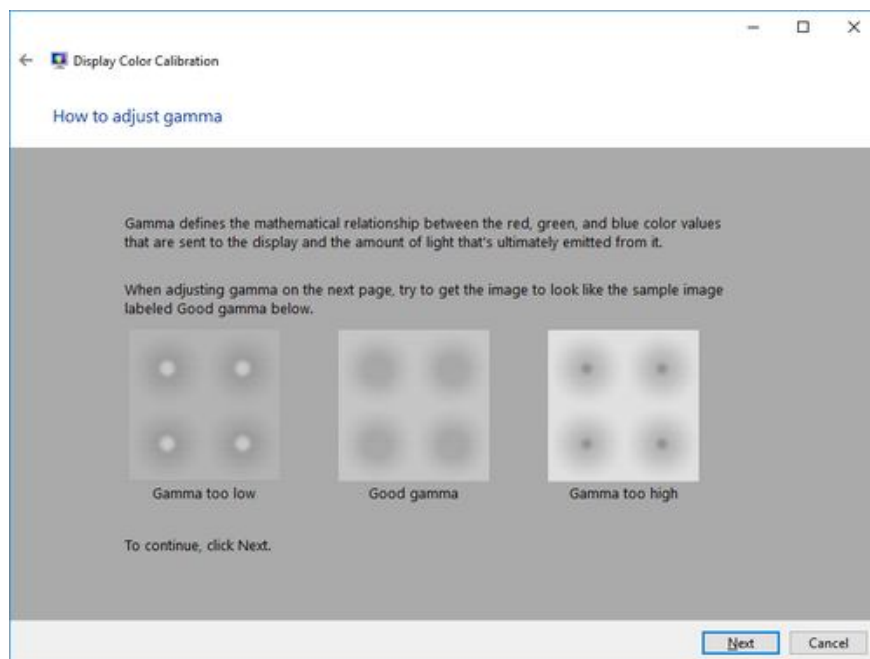 Display Color Calibration
How to adjust gamma
Gamma defines the mathematical relationship between the red, green, and blue color values
that are sent to the display and the amount of light that's ultimately emitted from it.
When adjusting gamma on the next page, try to get the image to look like the sample image
labeled Good gamma below.
Gamma too low
Good gamma
Gamma too high
To continue, click Next.
Next
Cancel